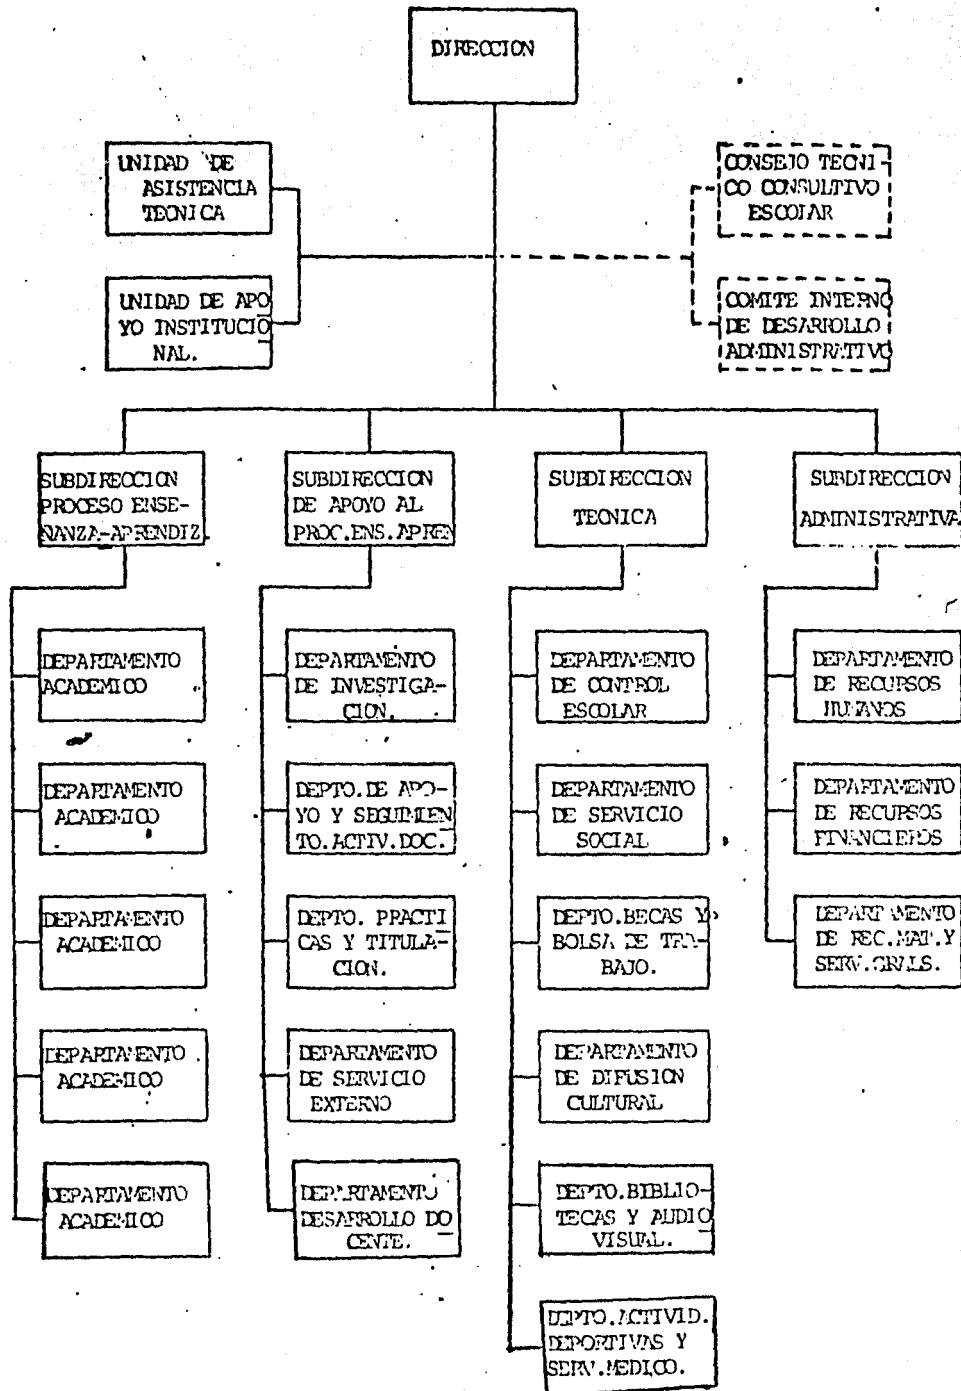 DIRECCION
UNIDAD DE
ASISTENCIA
TECNICA
CONSEJO TECNI-
CO CONSULTIVO
ESCOLAR
UNIDAD DE APO
YO INSTITUCIO
NAL.
COMITE INTERNO
DE DESARROLLO
ADMINISTRATIVO
SUBDIRECCION
PROCESO ENSE-
ÑANZA-APRENDIZ.
SUBDIRECCION
DE APOYO AL
PROC.ENS.APREN
SUBDIRECCION
TECNICA
SUBDIRECCION
ADMINISTRATIVA
DEPARTAMENTO
ACADEMICO
DEPARTAMENTO
ACADEMICO
DEPARTAMENTO
ACADEMICO
DEPARTAMENTO
ACADEMICO
DEPARTAMENTO
ACADEMICO
DEPARTAMENTO
DE INVESTIGA-
CION.
DEPTO.DE APO-
YO Y SEGUIMIEN
TO.ACTIV.DOC.
DEPTO. PRACTI
CAS Y TITULA-
CION.
DEPARTAMENTO
DE SERVICIO
EXTERNO
DEPARTAMENTO
DESARROLLO DO
CENTE.
DEPARTAMENTO
DE CONTROL
ESCOLAR
DEPARTAMENTO
DE SERVICIO
SOCIAL
DEPTO.BECAS Y
BOLSA DE TRA-
BAJO.
DEPARTAMENTO
DE DIFUSION
CULTURAL
DEPTO.BIBLIO-
TECAS Y AUDIO
VISUAL.
DEPTO.ACTIVID.
DEPORTIVAS Y
SERV.MEDICO.
DEPARTAMENTO
DE RECURSOS
HUMANOS
DEPARTAMENTO
DE RECURSOS
FINANCIEROS
DEPARTAMENTO
DE REC.MAT.Y
SERV.GRALS.